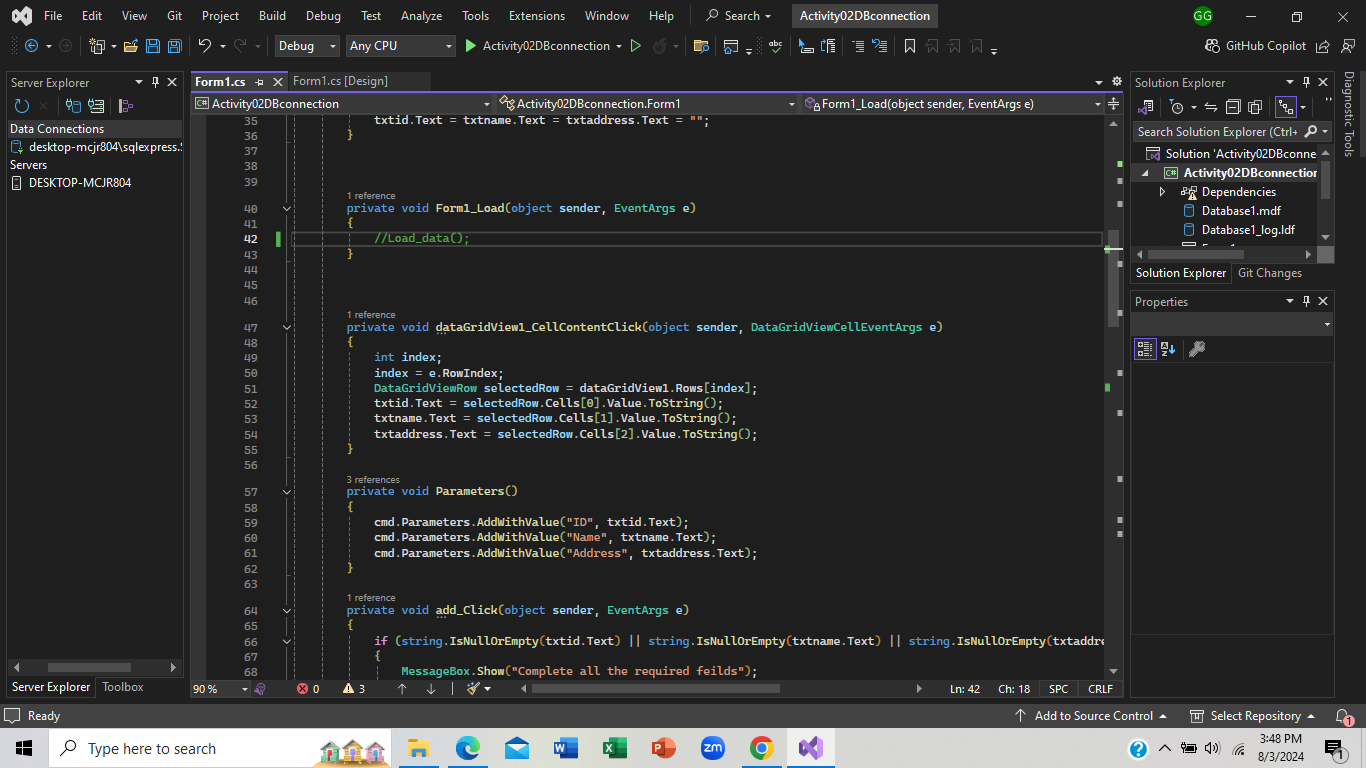 File Edit View Git Project Build Debug Test Analyze Tools Extensions Window Help Search Activity02DBconnection GG
Debug Any CPU Activity02DBconnection GitHub Copilot
Server Explorer
Data Connections
desktop-mcjr804\sqlexpress.
Servers
DESKTOP-MCJR804
Server Explorer Toolbox
Form1.cs Form1.cs [Design]
Activity02DBconnection Activity02DBconnection.Form1 Form1_Load(object sender, EventArgs e)
35 txtid.Text = txtname.Text = txtaddress.Text = "";
36 }
37
38
39
1 reference
40 private void Form1_Load(object sender, EventArgs e)
41 {
42 //Load_data();
43 }
44
45
46
1 reference
47 private void dataGridView1_CellContentClick(object sender, DataGridViewCellEventArgs e)
48 {
49 int index;
50 index = e.RowIndex;
51 DataGridViewRow selectedRow = dataGridView1.Rows[index];
52 txtid.Text = selectedRow.Cells[0].Value.ToString();
53 txtname.Text = selectedRow.Cells[1].Value.ToString();
54 txtaddress.Text = selectedRow.Cells[2].Value.ToString();
55 }
56
3 references
57 private void Parameters()
58 {
59 cmd.Parameters.AddWithValue("ID", txtid.Text);
60 cmd.Parameters.AddWithValue("Name", txtname.Text);
61 cmd.Parameters.AddWithValue("Address", txtaddress.Text);
62 }
63
1 reference
64 private void add_Click(object sender, EventArgs e)
65 {
66 if (string.IsNullOrEmpty(txtid.Text) || string.IsNullOrEmpty(txtname.Text) || string.IsNullOrEmpty(txtaddre
67 {
68 MessageBox.Show("Complete all the required feilds");
90 % 0 3 Ln: 42 Ch: 18 SPC CRLF
Solution Explorer
Search Solution Explorer (Ctrl+
Solution 'Activity02DBconne
Activity02DBconnection
Dependencies
Database1.mdf
Database1_log.ldf
Solution Explorer Git Changes
Properties
Diagnostic Tools
Ready Add to Source Control Select Repository 1
Type here to search
3:48 PM
8/3/2024
1